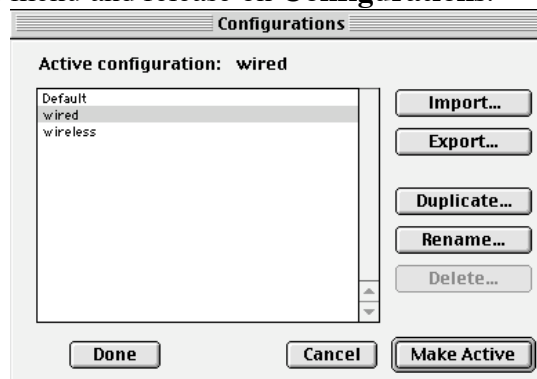 menu and release on Configurations.
Configurations
Active configuration: wired
Default
wired
wireless
Import...
Export...
Duplicate...
Rename...
Delete...
Done
Cancel
Make Active